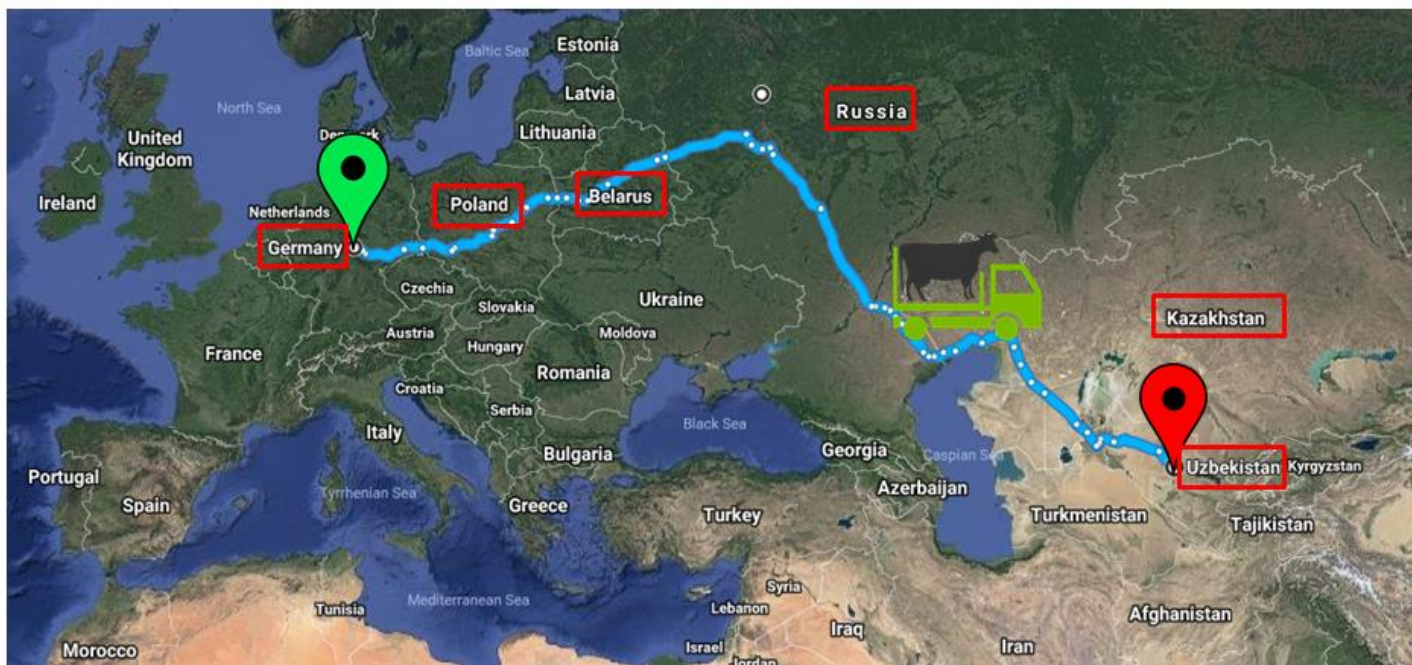 Baltic Sea
Estonia
Latvia
Lithuania
North Sea
Denmark
Russia
United
Kingdom
Ireland
Netherlands
Poland
Belarus
Germany
Czechia
Slovakia
Ukraine
Kazakhstan
Austria
Hungary
Moldova
France
Romania
Croatia
Serbia
Italy
Black Sea
Bulgaria
Georgia
Caspian Sea
Uzbekistan
Kyrgyzstan
Portugal
Spain
Tyrrhenian Sea
Greece
Turkey
Azerbaijan
Turkmenistan
Tajikistan
Syria
Mediterranean Sea
Tunisia
Lebanon
Iraq
Iran
Afghanistan
Morocco
Israel
Jordan